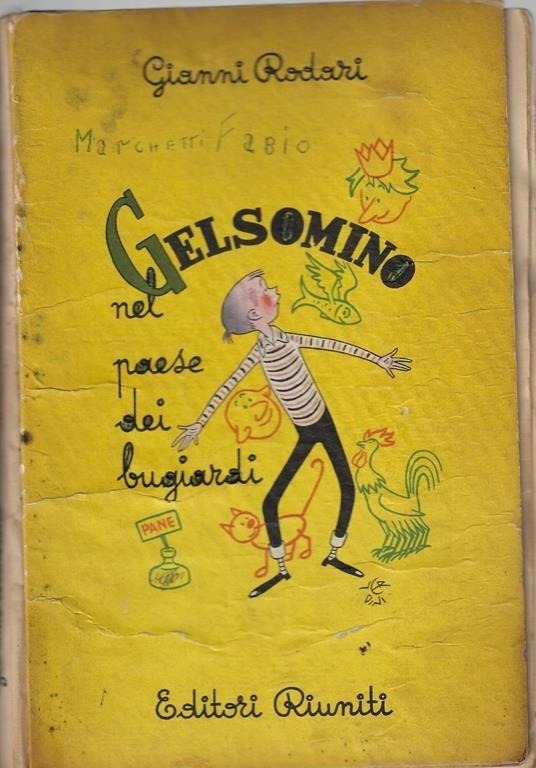 Gianni Rodari
Marchetti Fabio
GELSOMINO
nel
paese
dei
bugiardi
PANE
Editori Riuniti